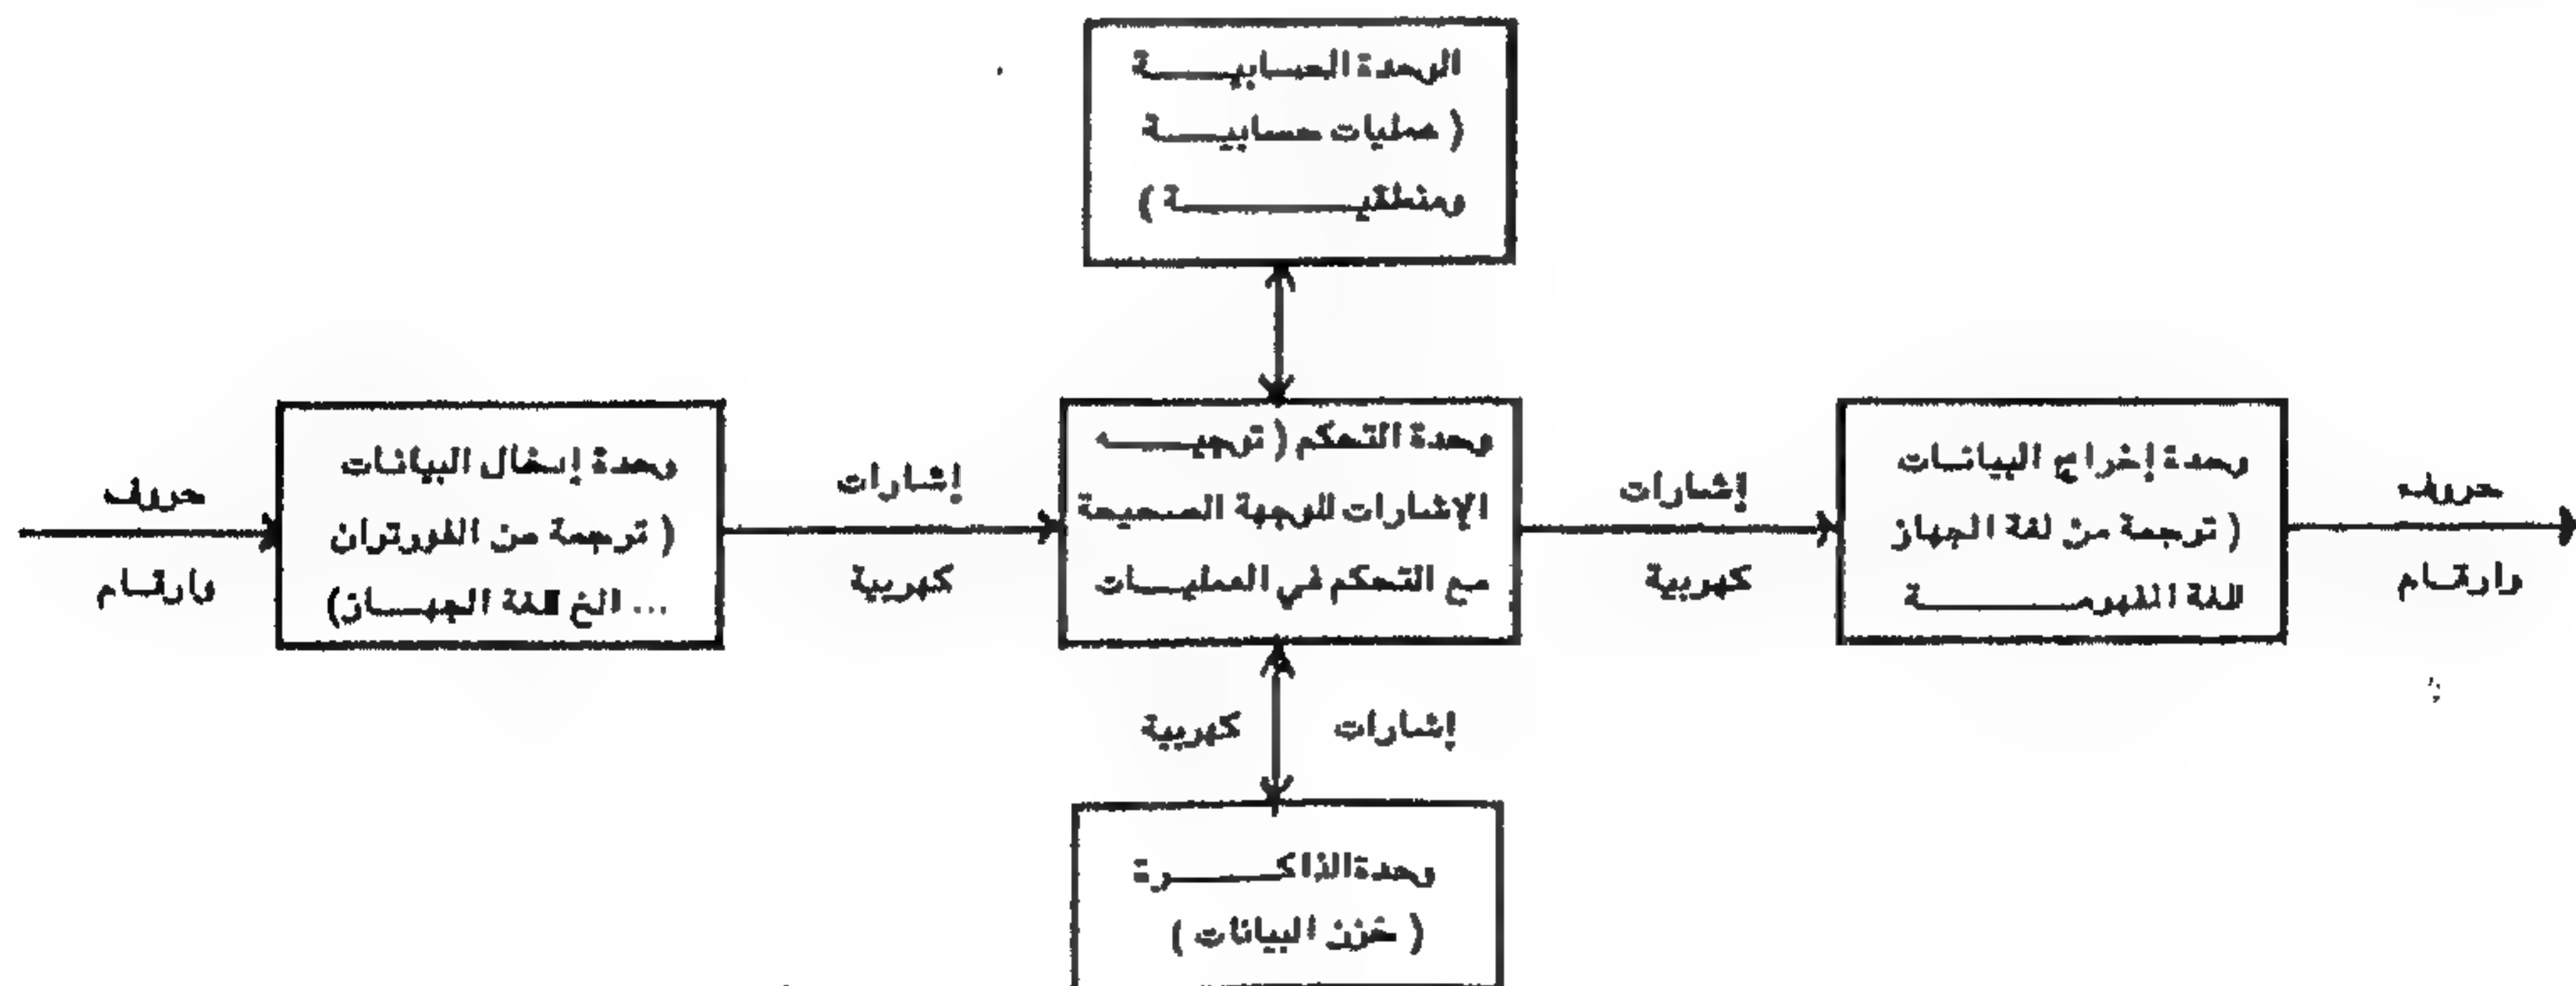 الوحدة الحسابية
( عمليات حسابية
ومنطقية )
حروف
وأرقام
وحدة إدخال البيانات
( ترجمة من الفورتران
... الخ للغة الجهاز)
إشارات
كهربية
وحدة التحكم ( توجيه
الإشارات للوجهة الصحيحة
مع التحكم في العمليات
إشارات
كهربية
وحدة إخراج البيانات
( ترجمة من لغة الجهاز
للغة المفهومة
حروف
وأرقام
إشارات كهربية
وحدة الذاكرة
( خزن البيانات )